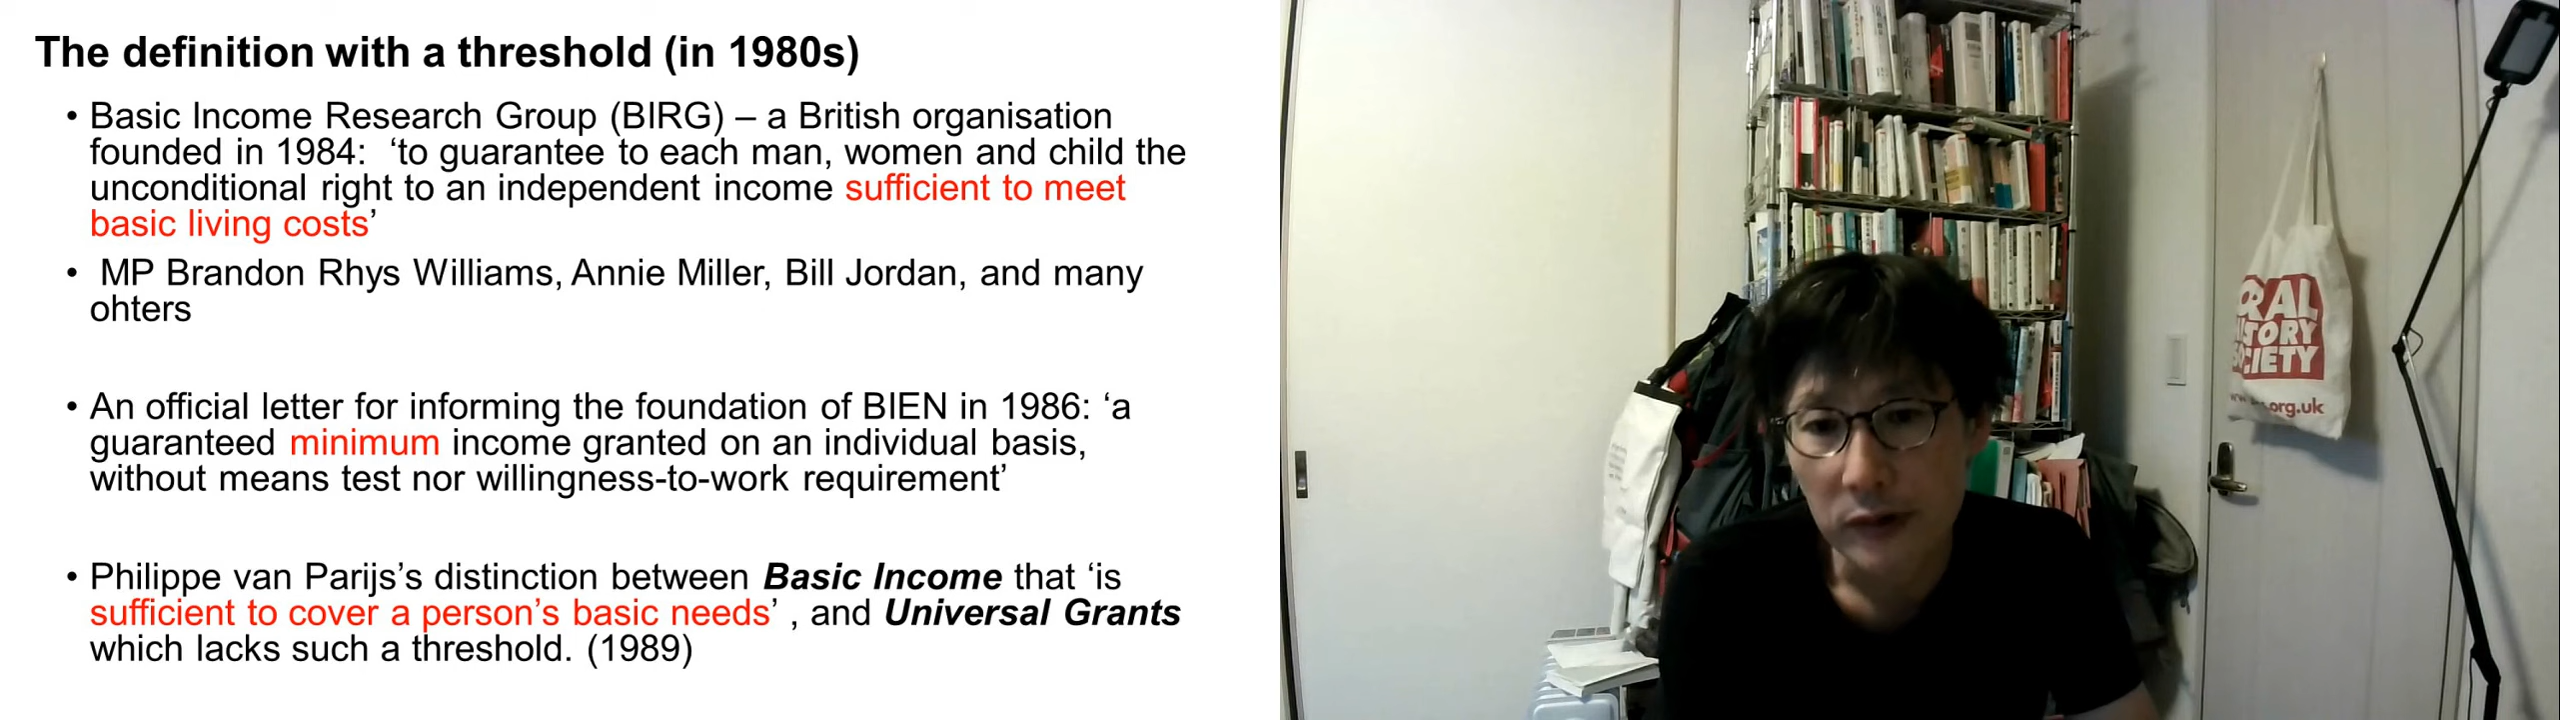 The definition with a threshold (in 1980s)
• Basic Income Research Group (BIRG) – a British organisation
founded in 1984:  ‘to guarantee to each man, women and child the
unconditional right to an independent income sufficient to meet
basic living costs’
•  MP Brandon Rhys Williams, Annie Miller, Bill Jordan, and many
ohters
• An official letter for informing the foundation of BIEN in 1986: ‘a
guaranteed minimum income granted on an individual basis,
without means test nor willingness-to-work requirement’
• Philippe van Parijs’s distinction between Basic Income that ‘is
sufficient to cover a person’s basic needs’ , and Universal Grants
which lacks such a threshold. (1989)
ORAL
SOCIETY
.org.uk